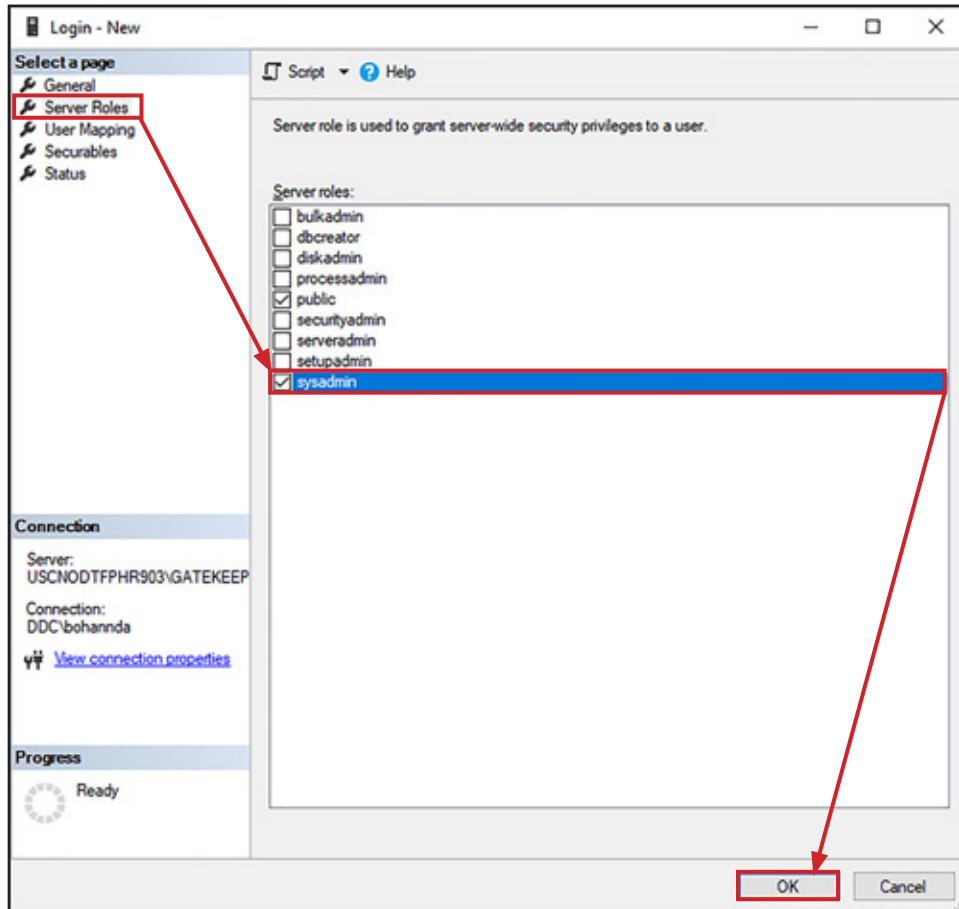 Login - New
Select a page
General
Server Roles
User Mapping
Securables
Status
Script Help
Server role is used to grant server-wide security privileges to a user.
Server roles:
bulkadmin
dbcreator
diskadmin
processadmin
public
securityadmin
serveradmin
setupadmin
sysadmin
Connection
Server:
USCNODTFPHR903\GATEKEEP
Connection:
DDC\bohannda
View connection properties
Progress
Ready
OK Cancel